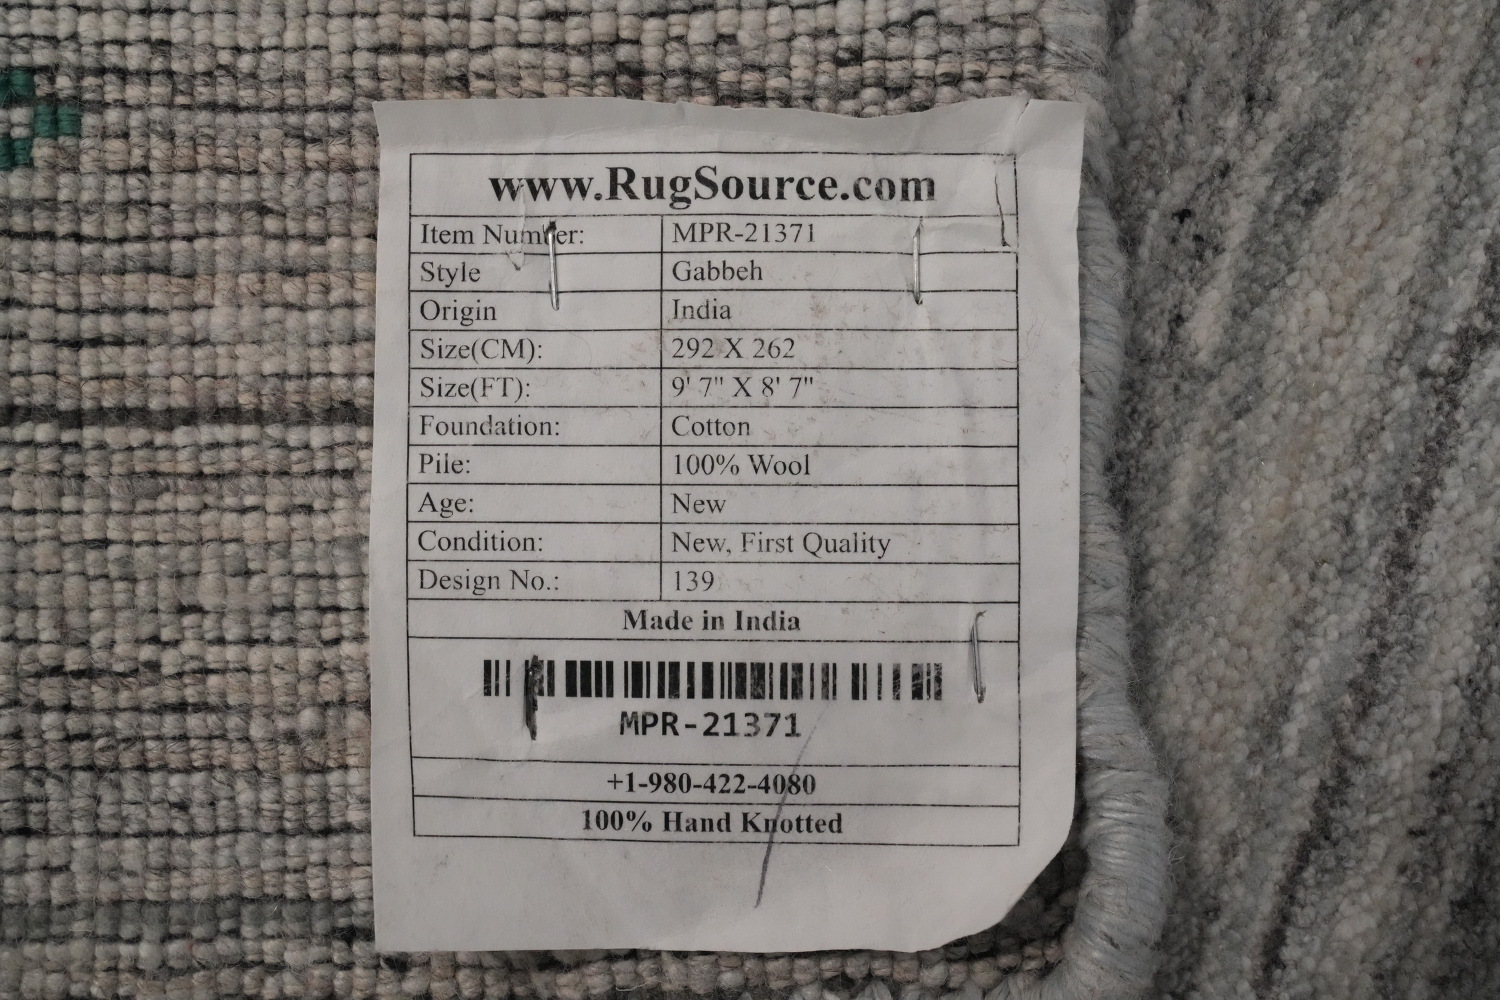 www.RugSource.com
Item Number: MPR-21371
Style Gabbeh
Origin India
Size(CM): 292 X 262
Size(FT): 9' 7" X 8' 7"
Foundation: Cotton
Pile: 100% Wool
Age: New
Condition: New, First Quality
Design No.: 139
Made in India
MPR-21371
+1-980-422-4080
100% Hand Knotted